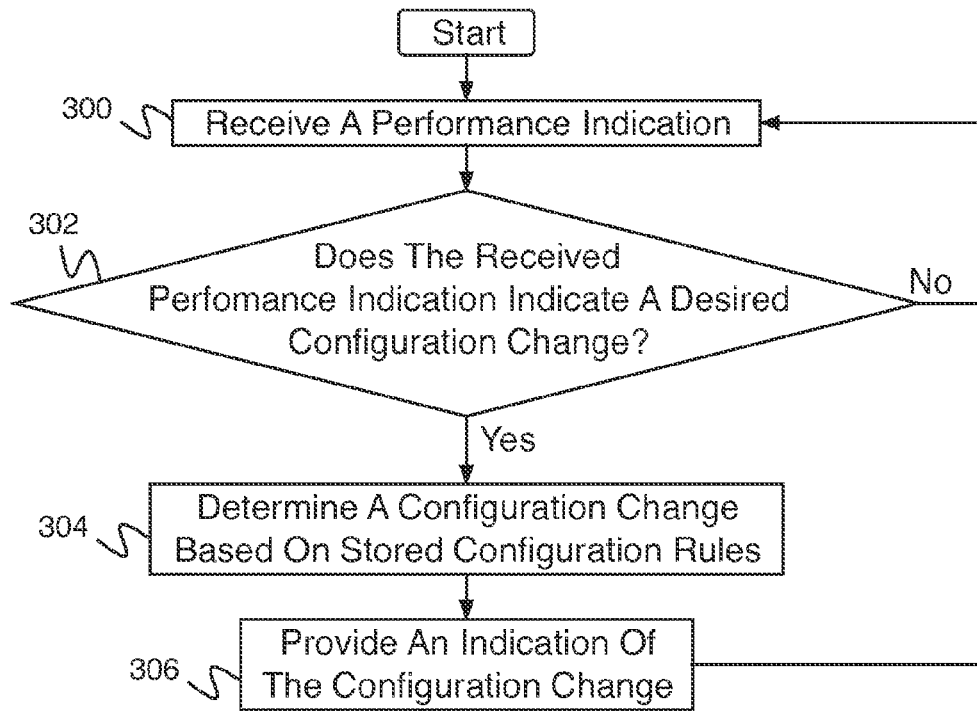 Start
300
Receive A Performance Indication
302
Does The Received
Perfomance Indication Indicate A Desired
Configuration Change?
No
Yes
304
Determine A Configuration Change
Based On Stored Configuration Rules
306
Provide An Indication Of
The Configuration Change